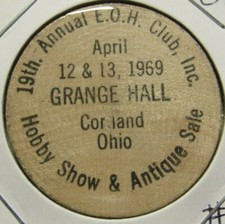 19th. Annual E.O.H. Club, Inc.
April
12 & 13, 1969
GRANGE HALL
Cortland
Ohio
Hobby Show & Antique Sale